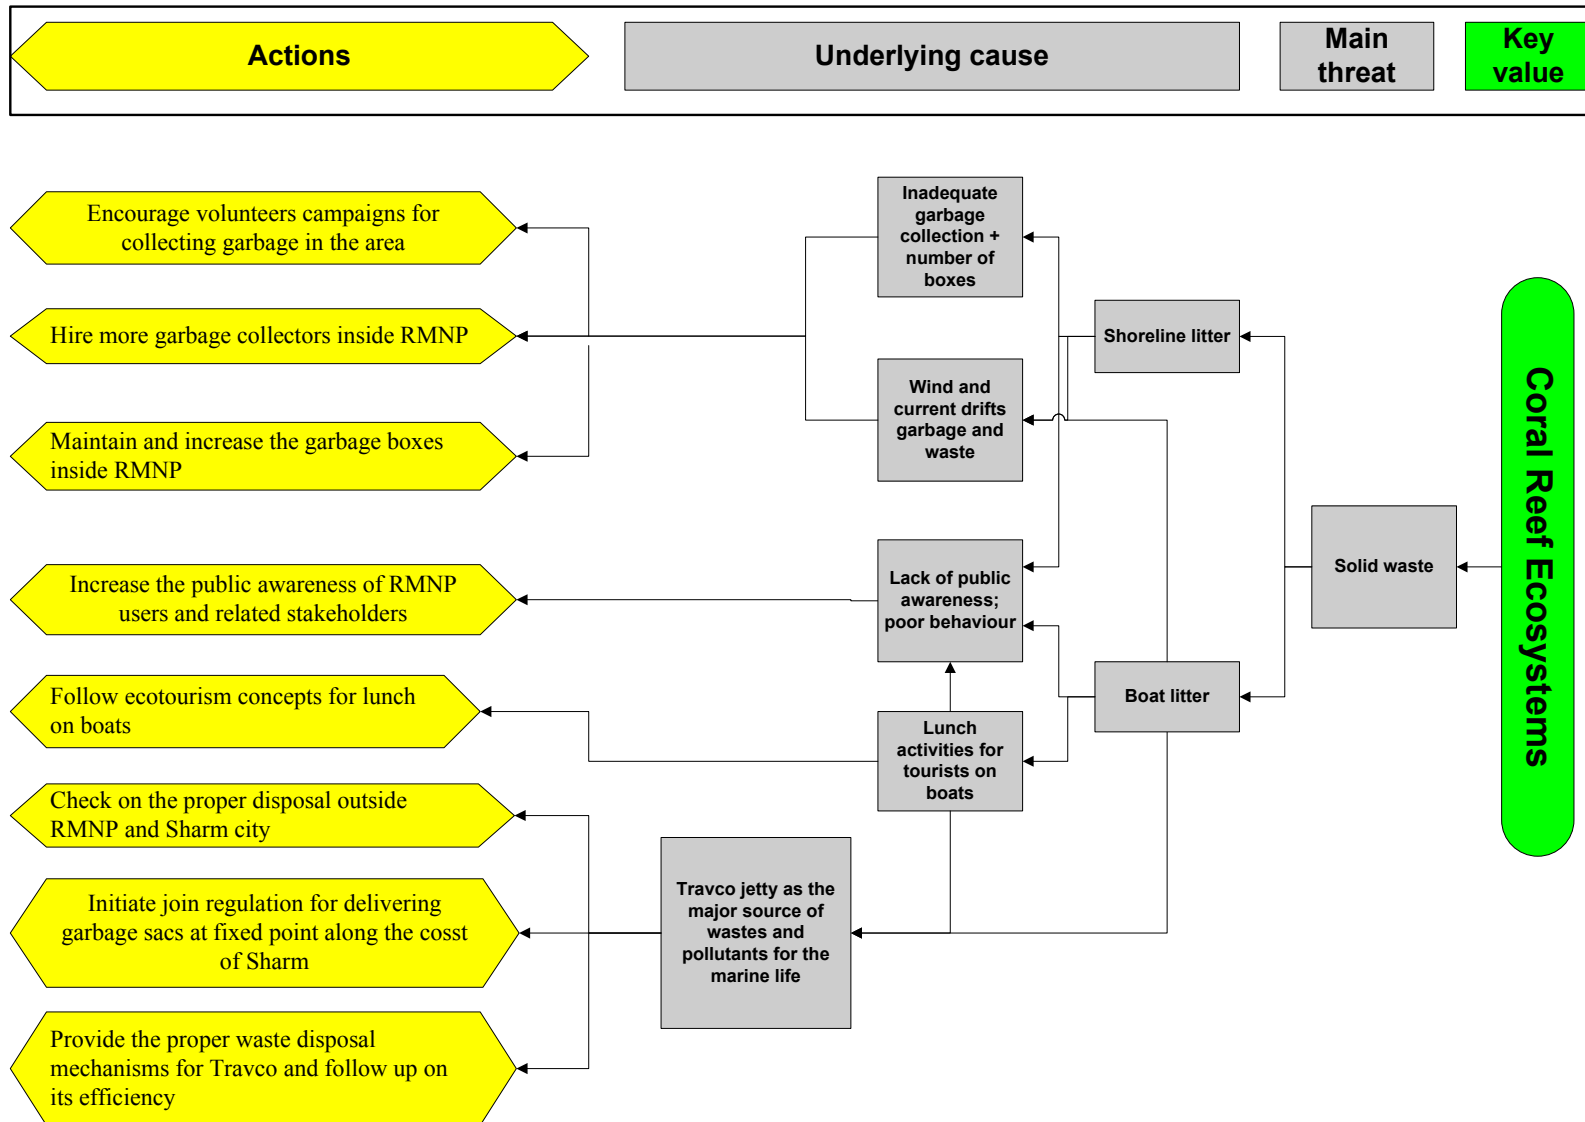 Actions
Underlying cause
Main
threat
Key
value
Encourage volunteers campaigns for
collecting garbage in the area
Hire more garbage collectors inside RMNP
Maintain and increase the garbage boxes
inside RMNP
Increase the public awareness of RMNP
users and related stakeholders
Follow ecotourism concepts for lunch
on boats
Check on the proper disposal outside
RMNP and Sharm city
Initiate join regulation for delivering
garbage sacs at fixed point along the cosst
of Sharm
Provide the proper waste disposal
mechanisms for Travco and follow up on
its efficiency
Inadequate
garbage
collection +
number of
boxes
Wind and
current drifts
garbage and
waste
Lack of public
awareness;
poor behaviour
Lunch
activities for
tourists on
boats
Travco jetty as the
major source of
wastes and
pollutants for the
marine life
Shoreline litter
Boat litter
Solid waste
Coral Reef Ecosystems